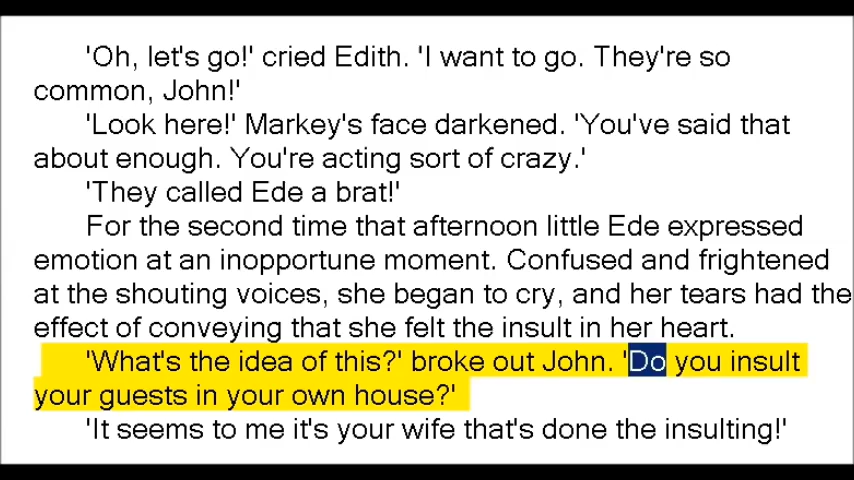 'Oh, let's go!' cried Edith. 'I want to go. They're so
common, John!'
'Look here!' Markey's face darkened. 'You've said that
about enough. You're acting sort of crazy.'
'They called Ede a brat!'
For the second time that afternoon little Ede expressed
emotion at an inopportune moment. Confused and frightened
at the shouting voices, she began to cry, and her tears had the
effect of conveying that she felt the insult in her heart.
'What's the idea of this?' broke out John. 'Do you insult
your guests in your own house?'
'It seems to me it's your wife that's done the insulting!'